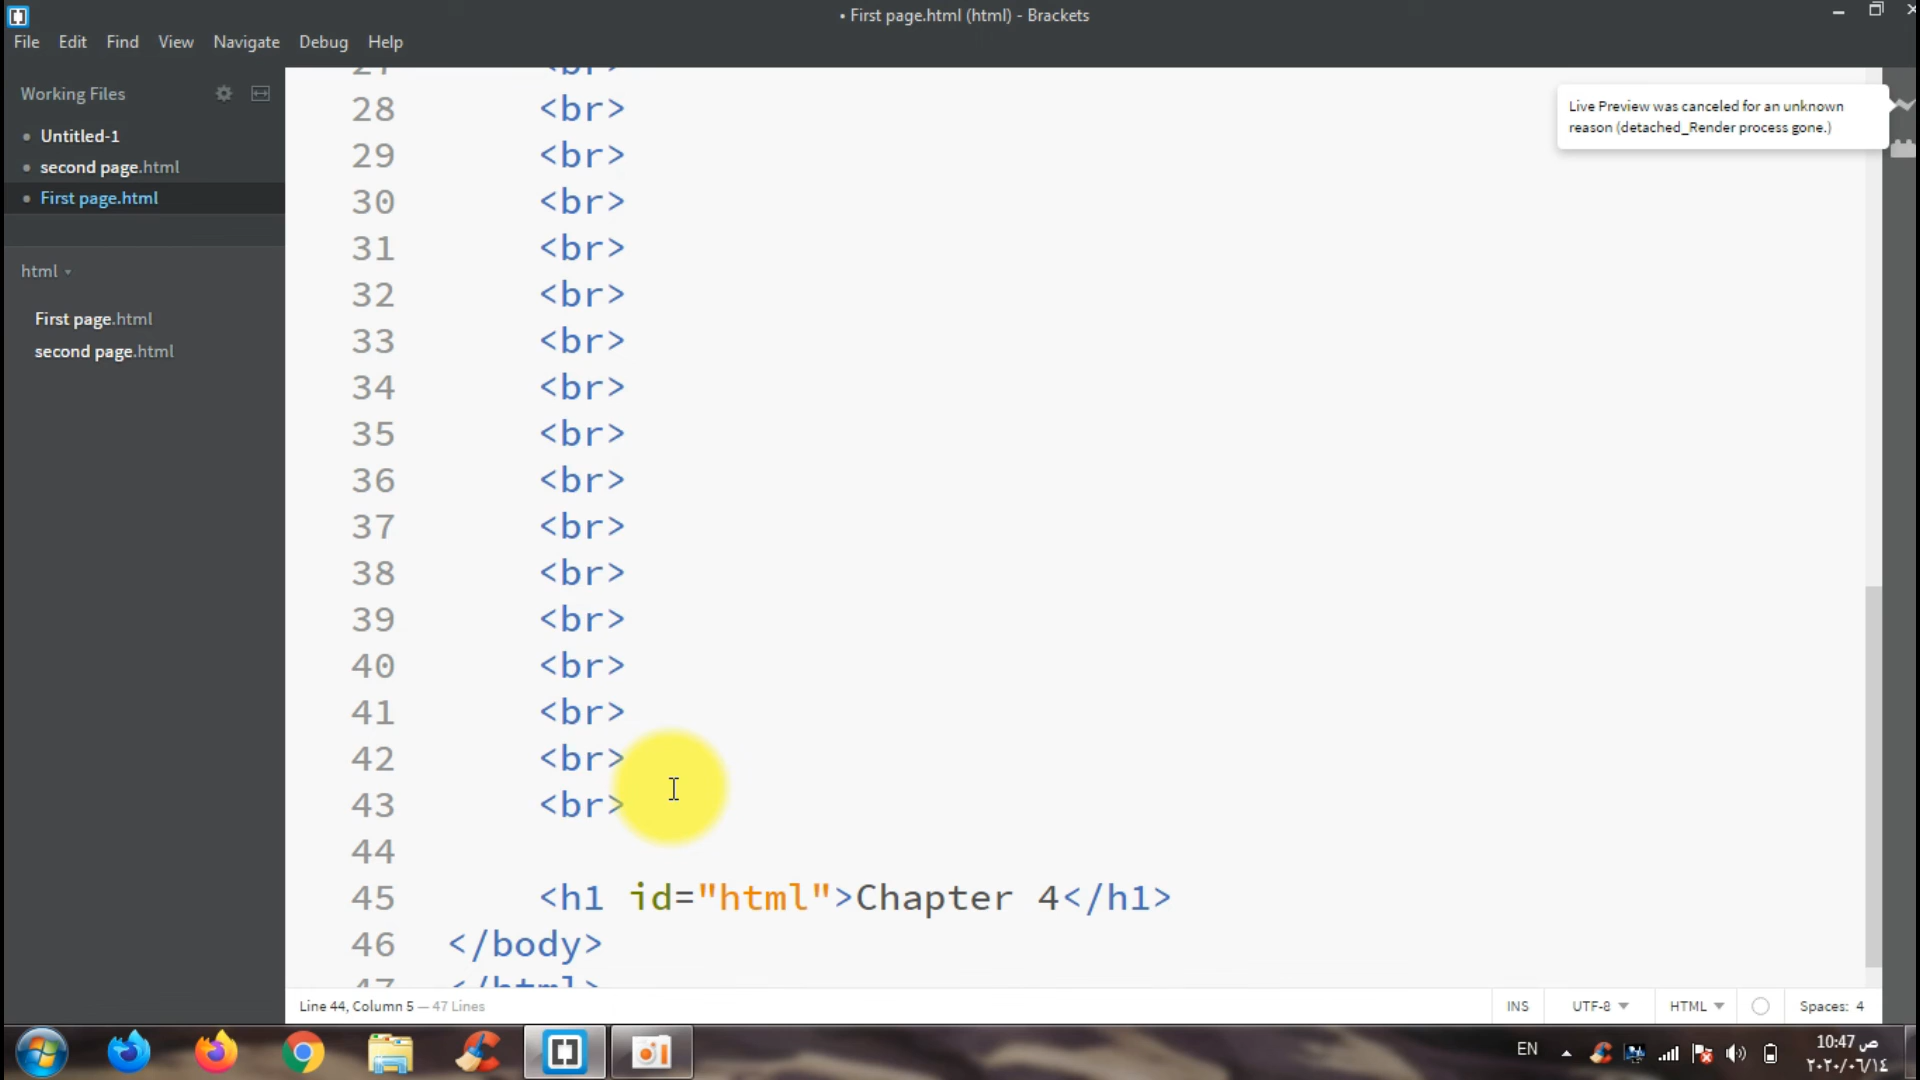 • First page.html (html) - Brackets
File Edit Find View Navigate Debug Help
Working Files
Untitled-1
second page.html
First page.html
html
First page.html
second page.html
27 <br>
28 <br>
29 <br>
30 <br>
31 <br>
32 <br>
33 <br>
34 <br>
35 <br>
36 <br>
37 <br>
38 <br>
39 <br>
40 <br>
41 <br>
42 <br>
43 <br>
44
45 <h1 id="html">Chapter 4</h1>
46 </body>
47 </html>
Live Preview was canceled for an unknown
reason (detached_Render process gone.)
Line 44, Column 5 — 47 Lines
INS UTF-8 HTML Spaces: 4
EN
10:47 ص
٢٠٢٠/٠٦/١٤